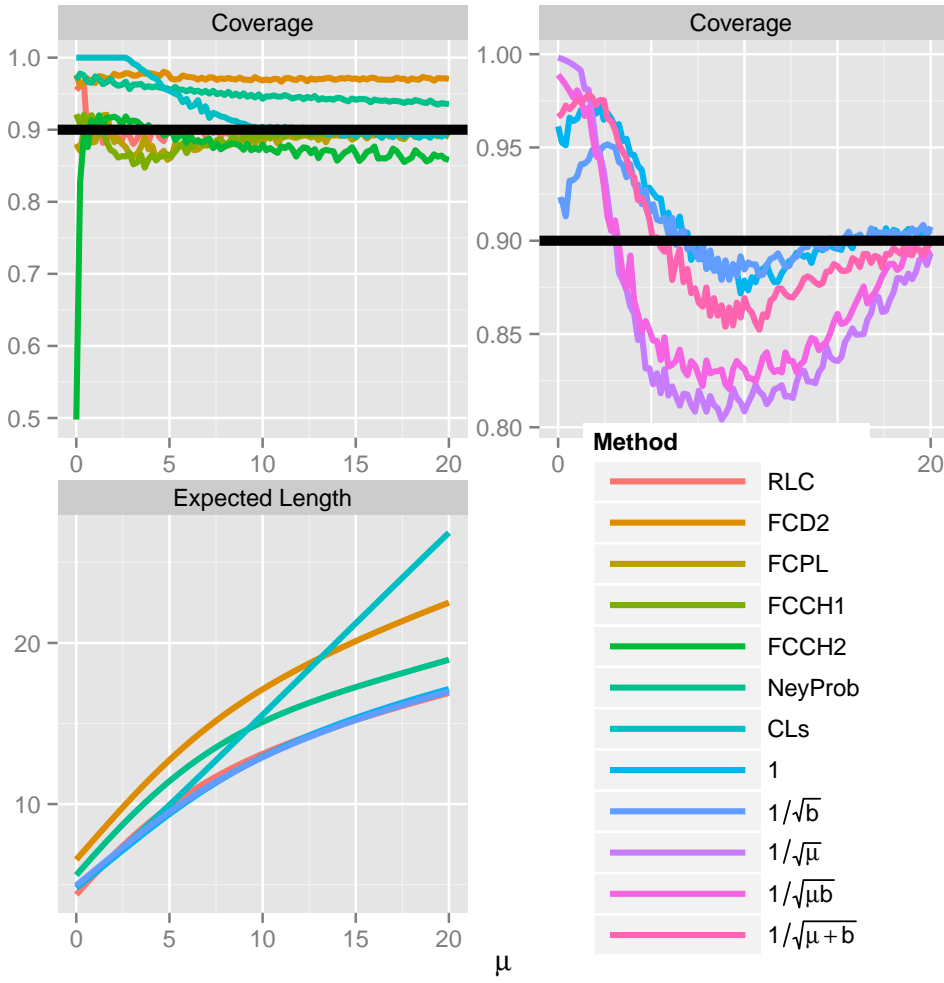 Coverage
1.0
0.9
0.8
0.7
0.6
0.5
0 5 10 15 20
Coverage
1.00
0.95
0.90
0.85
0.80
0 20
Expected Length
20
10
0 5 10 15 20
μ
Method
RLC
FCD2
FCPL
FCCH1
FCCH2
NeyProb
CLs
1
1/√b
1/√μ
1/√μb
1/√μ + b